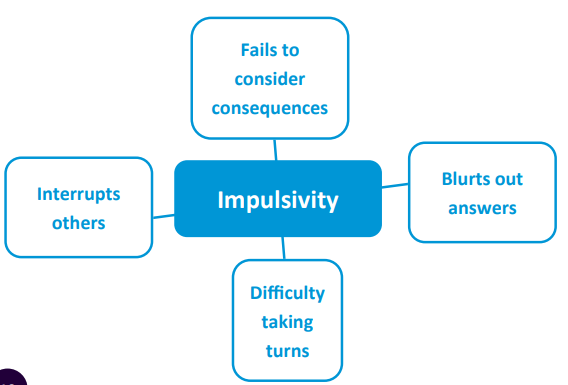 Fails to
consider
consequences
Interrupts
others
Impulsivity
Blurts out
answers
Difficulty
taking
turns